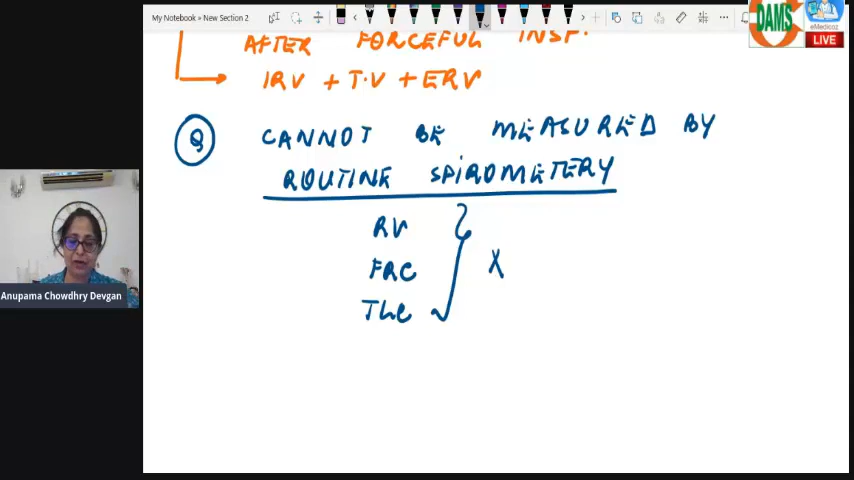 My Notebook > New Section 2
DAMS
eMedicoz
LIVE
AFTER FORCEFUL INSP.
IRV + T.V + ERV
Q CANNOT BE MEASURED BY
ROUTINE SPIROMETERY
RV
FRC
TLC
X
Anupama Chowdhry Devgan